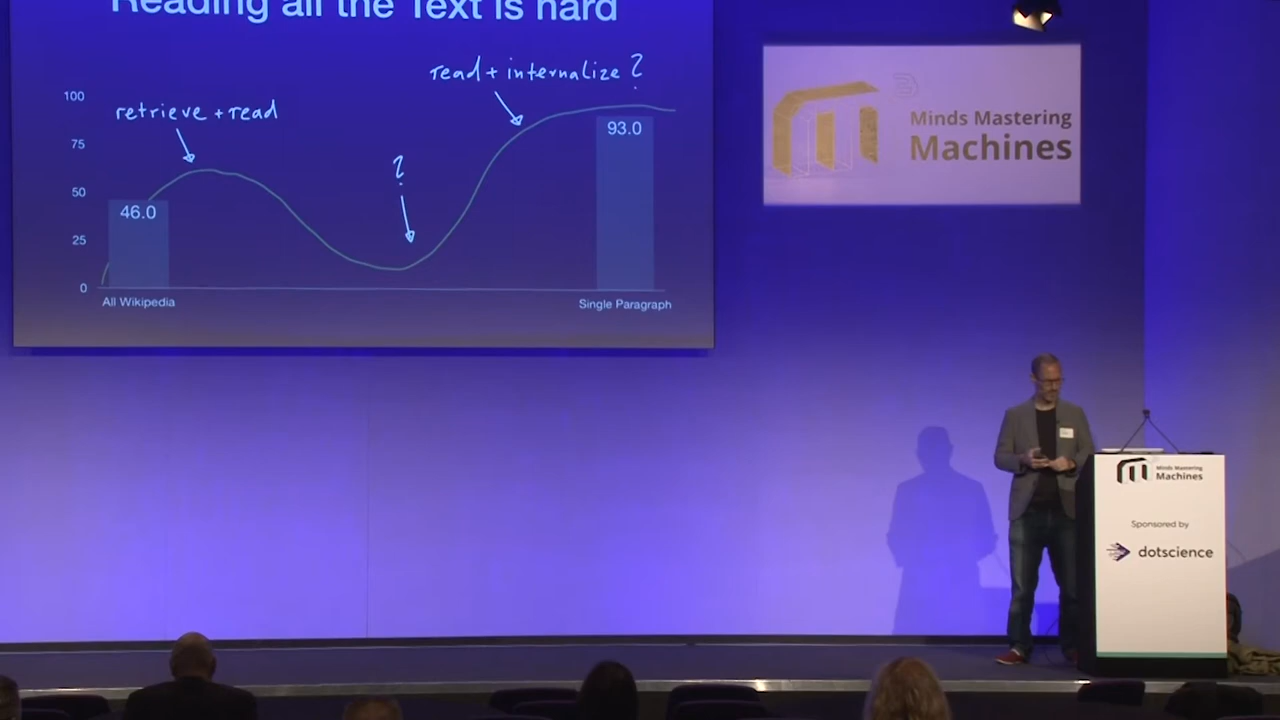 Reading all the Text is hard
read + internalize ?
100
retrieve + read
93.0
75
?
50
46.0
25
0
All Wikipedia
Single Paragraph
Minds Mastering
Machines
Minds Mastering
Machines
Sponsored by
dotscience